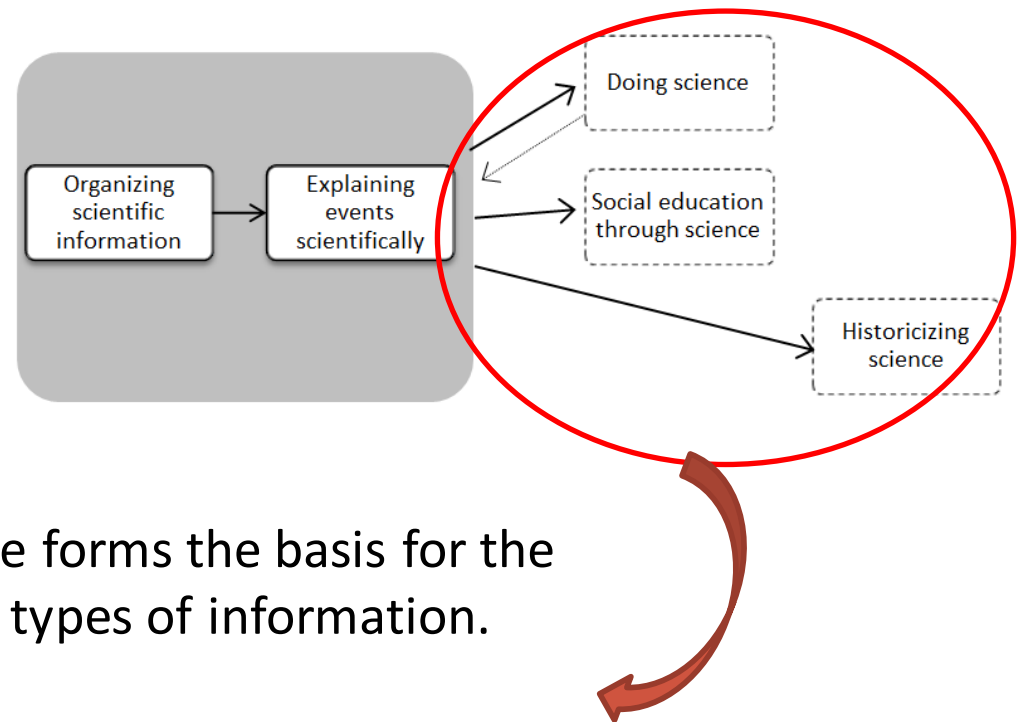 Doing science
Organizing
scientific
information
Explaining
events
scientifically
Social education
through science
Historicizing
science
e forms the basis for the
types of information.